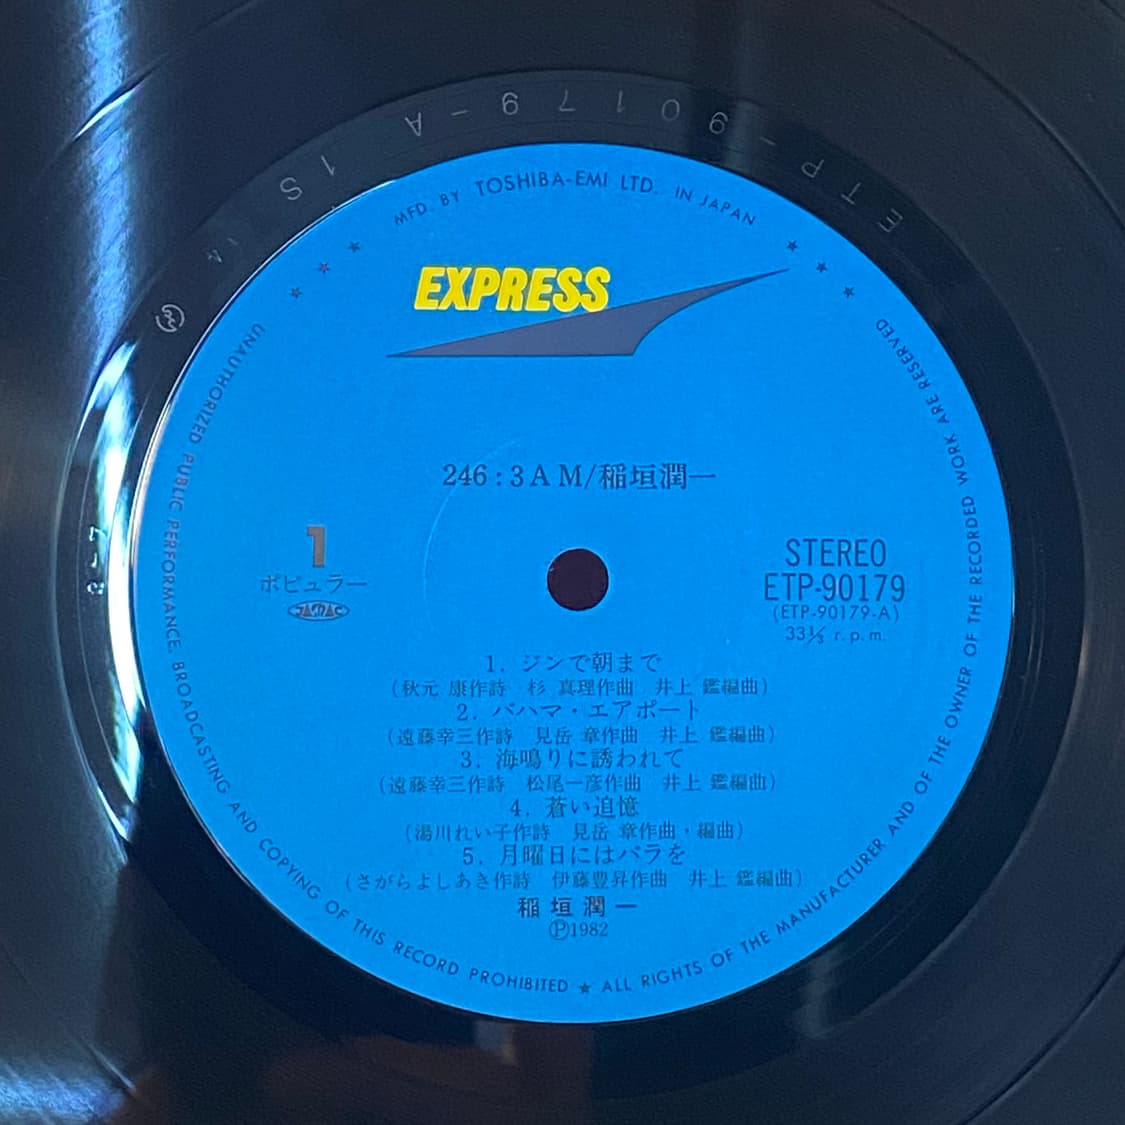 ETP-90179-A 1S
MFD. BY TOSHIBA-EMI LTD. IN JAPAN
EXPRESS
246:3AM/稲垣潤一
1
ポピュラー
JASRAC
STEREO
ETP-90179
(ETP-90179-A)
33⅓ r.p.m.
1. ジンで朝まで
(秋元 康作詩 杉 真理作曲 井上 鑑編曲)
2. バハマ・エアポート
(遠藤幸三作詩 見岳 章作曲 井上 鑑編曲)
3. 海鳴りに誘われて
(遠藤幸三作詩 松尾一彦作曲 井上 鑑編曲)
4. 蒼い追憶
(湯川れい子作詩 見岳 章作曲・編曲)
5. 月曜日にはバラを
(さがらよしあき作詩 伊藤豊昇作曲 井上 鑑編曲)
稲垣潤一
Ⓟ1982
UNAUTHORIZED PUBLIC PERFORMANCE, BROADCASTING AND COPYING OF THIS RECORD PROHIBITED ★ ALL RIGHTS OF THE MANUFACTURER AND OF THE OWNER OF THE RECORDED WORK ARE RESERVED